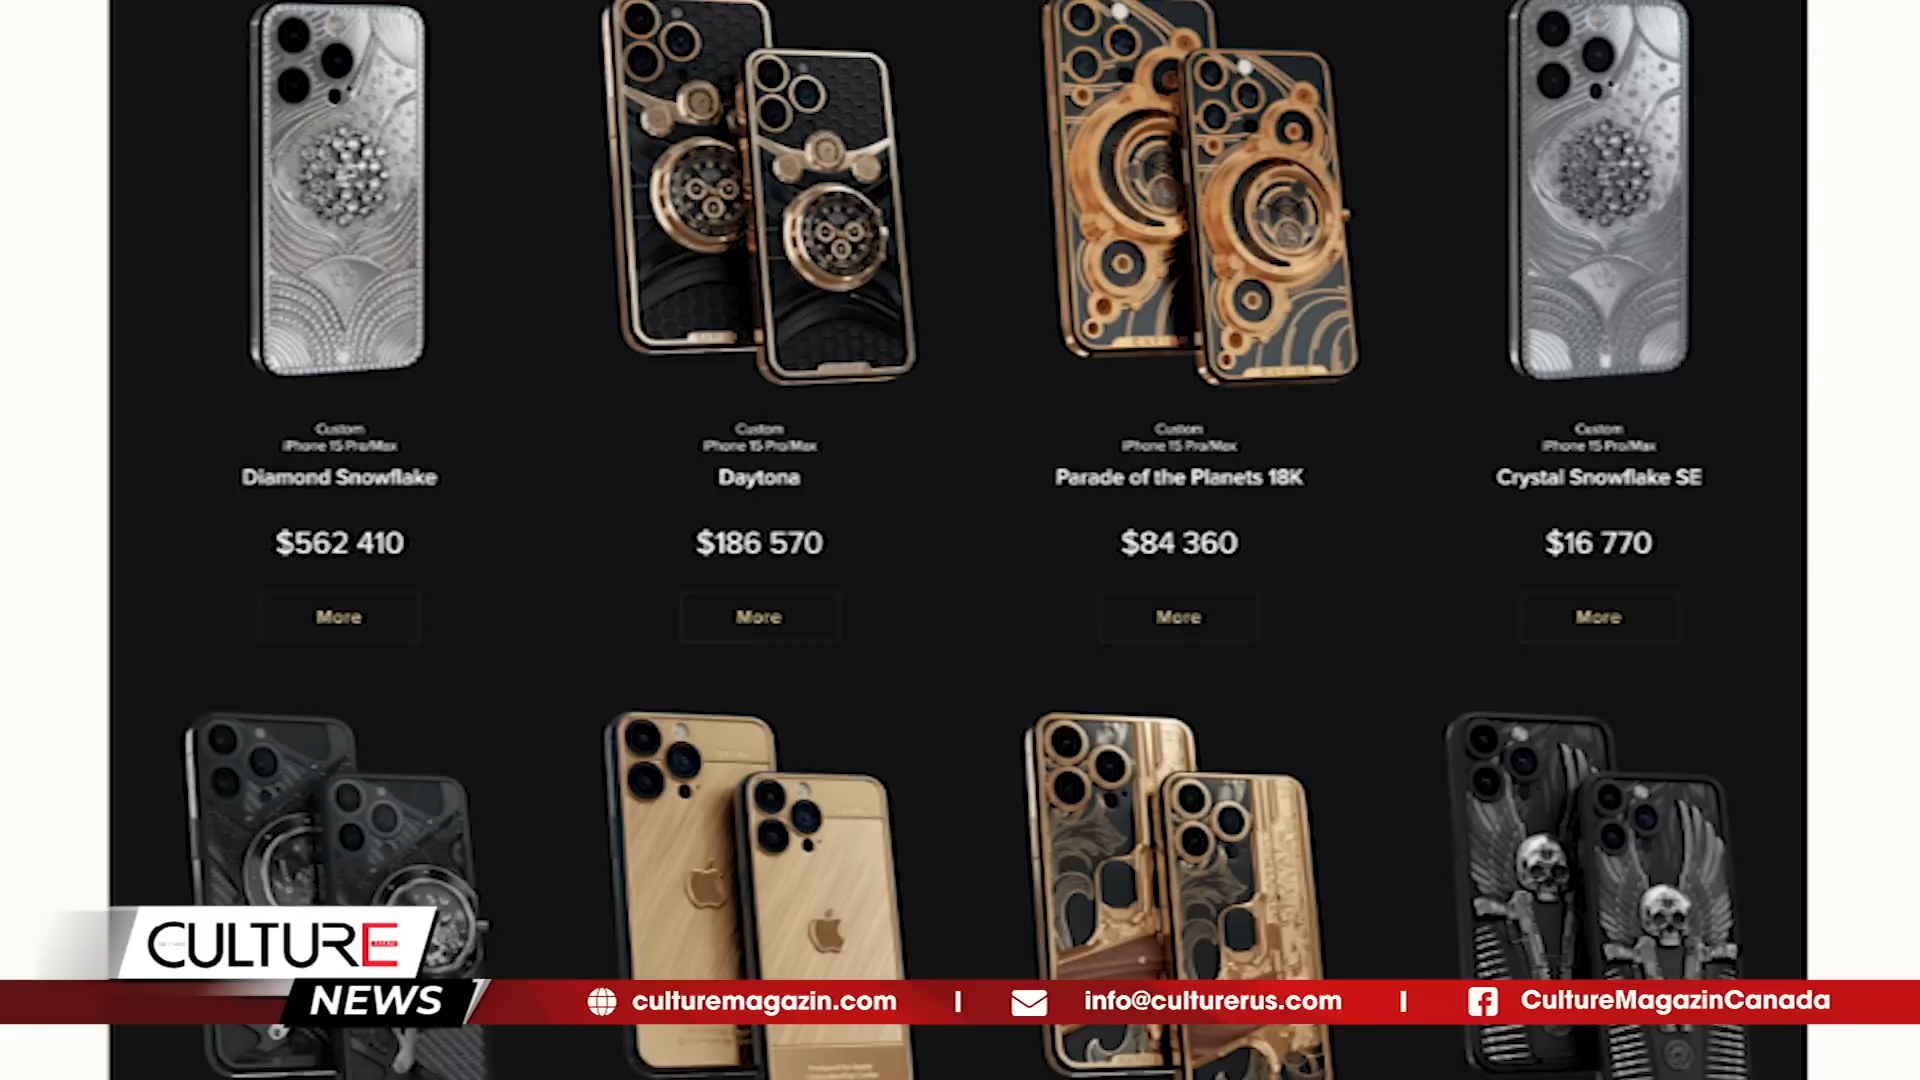 Custom
iPhone 15 Pro/Max
Diamond Snowflake
$562 410
More
Custom
iPhone 15 Pro/Max
Daytona
$186 570
More
Custom
iPhone 15 Pro/Max
Parade of the Planets 18K
$84 360
More
Custom
iPhone 15 Pro/Max
Crystal Snowflake SE
$16 770
More
CULTURE
NEWS
culturemagazin.com | info@culturerus.com | CultureMagazinCanada